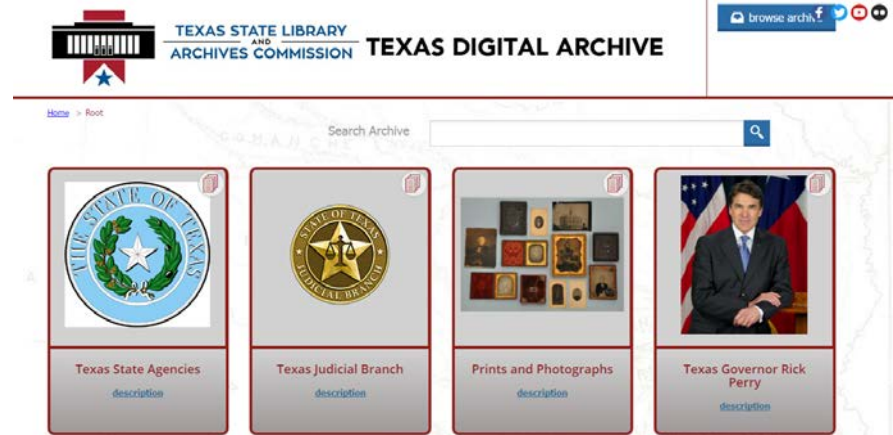 TEXAS STATE LIBRARY
AND
ARCHIVES COMMISSION
TEXAS DIGITAL ARCHIVE
browse
Home > Root
Search Archive
THE STATE OF TEXAS
STATE OF TEXAS
JUDICIAL BRANCH
Texas State Agencies
description
Texas Judicial Branch
description
Prints and Photographs
description
Texas Governor Rick
Perry
description